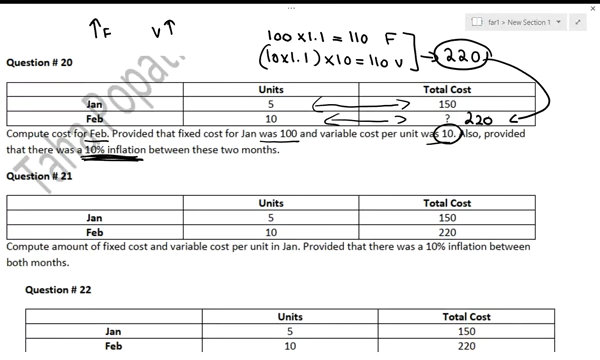 ...
far1 > New Section 1
↑F V↑
100 x 1.1 = 110 F
(10x1.1) x 10 = 110 V → 220
Taha Popat
Question # 20
Units Total Cost
Jan 5 150
Feb 10 ? 220
Compute cost for Feb. Provided that fixed cost for Jan was 100 and variable cost per unit was 10. Also, provided
that there was a 10% inflation between these two months.
Question # 21
Units Total Cost
Jan 5 150
Feb 10 220
Compute amount of fixed cost and variable cost per unit in Jan. Provided that there was a 10% inflation between
both months.
Question # 22
Units Total Cost
Jan 5 150
Feb 10 220